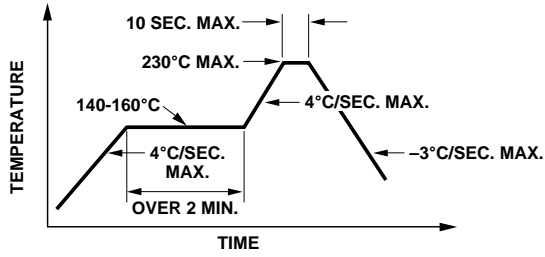 10 SEC. MAX.
230°C MAX.
140-160°C
4°C/SEC. MAX.
4°C/SEC.
MAX.
–3°C/SEC. MAX.
OVER 2 MIN.
TEMPERATURE
TIME